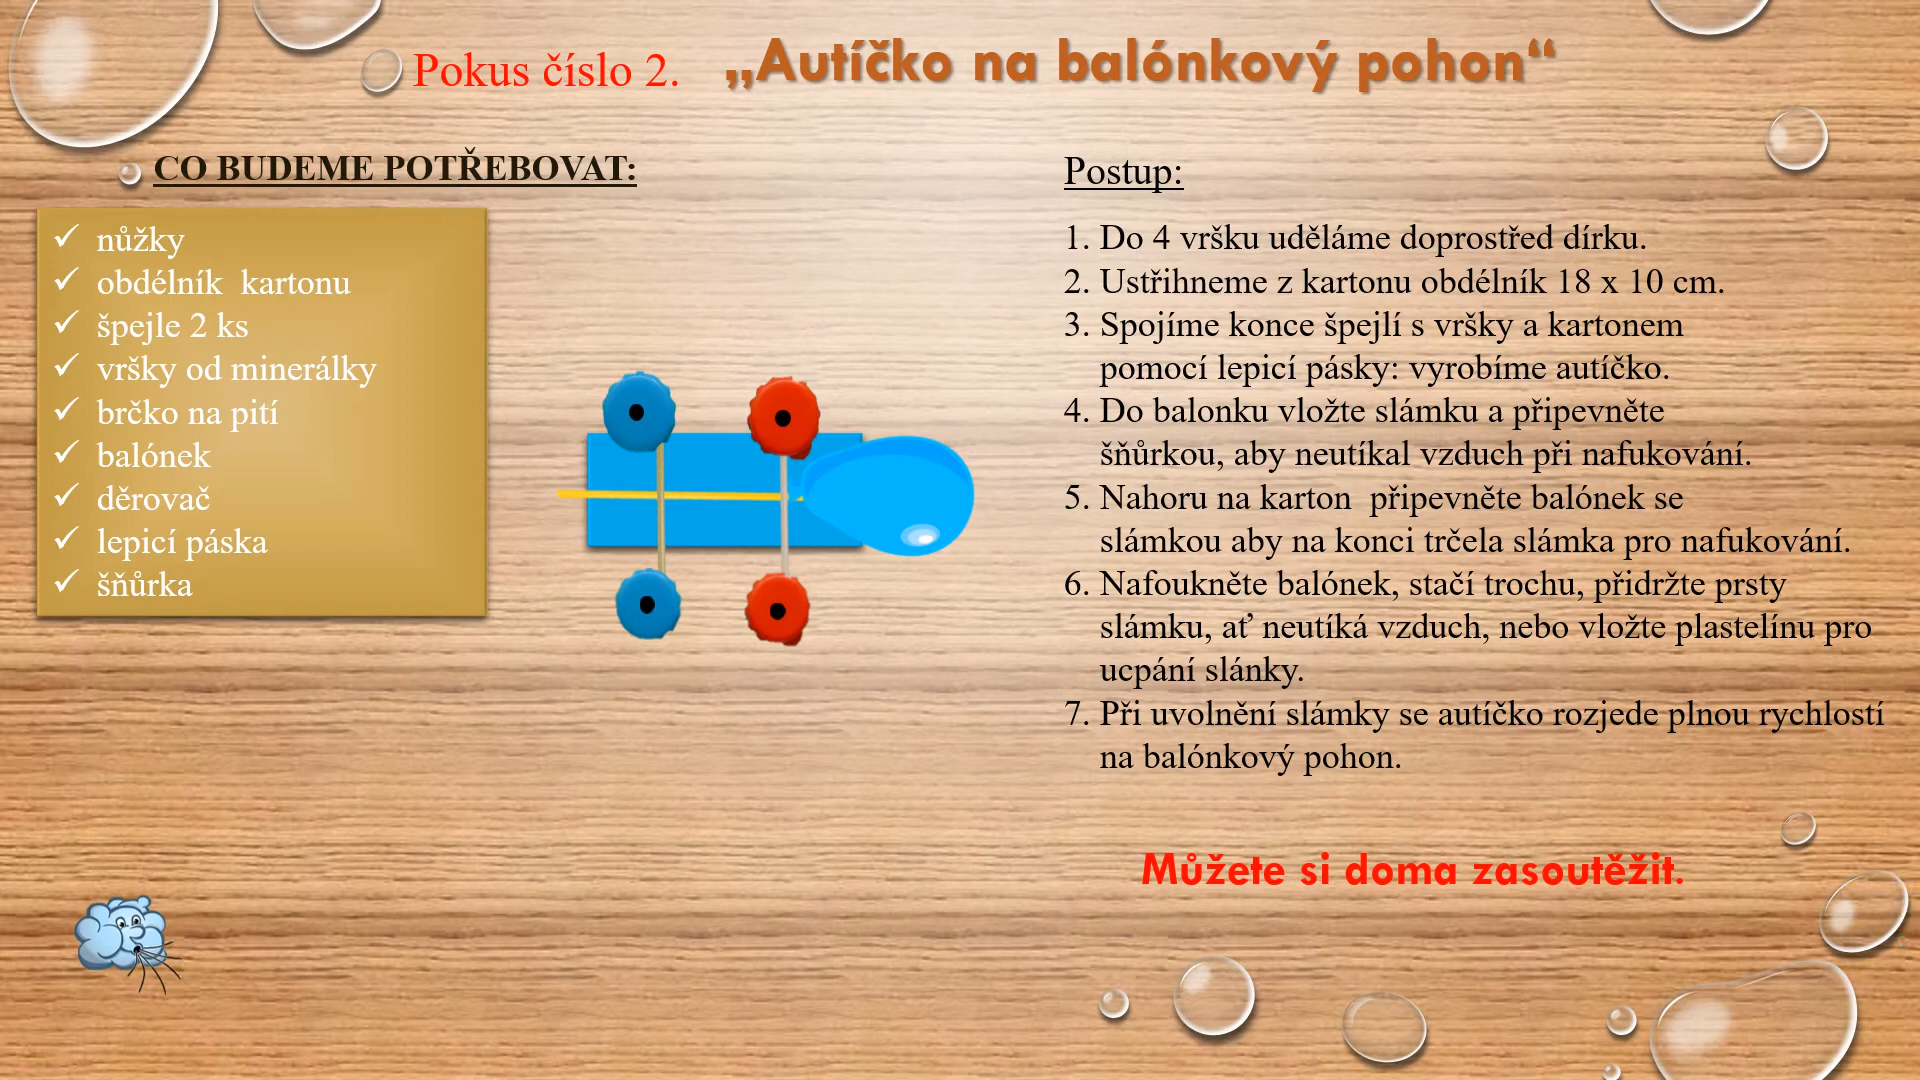 Pokus číslo 2. „Autíčko na balónkový pohon“
CO BUDEME POTŘEBOVAT:
✓ nůžky
✓ obdélník  kartonu
✓ špejle 2 ks
✓ vršky od minerálky
✓ brčko na pití
✓ balónek
✓ děrovač
✓ lepicí páska
✓ šňůrka
Postup:
1. Do 4 vršku uděláme doprostřed dírku.
2. Ustřihneme z kartonu obdélník 18 x 10 cm.
3. Spojíme konce špejlí s vršky a kartonem
pomocí lepicí pásky: vyrobíme autíčko.
4. Do balonku vložte slámku a připevněte
šňůrkou, aby neutíkal vzduch při nafukování.
5. Nahoru na karton  připevněte balónek se
slámkou aby na konci trčela slámka pro nafukování.
6. Nafoukněte balónek, stačí trochu, přidržte prsty
slámku, ať neutíká vzduch, nebo vložte plastelínu pro
ucpání slánky.
7. Při uvolnění slámky se autíčko rozjede plnou rychlostí
na balónkový pohon.
Můžete si doma zasoutěžit.